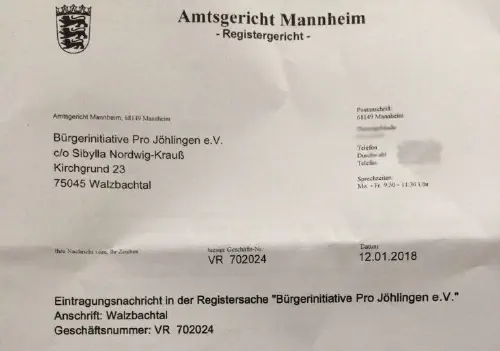 Amtsgericht Mannheim
- Registergericht -
Amtsgericht Mannheim, 68149 Mannheim
Postanschrift:
68149 Mannheim
Bürgerinitiative Pro Jöhlingen e.V.
c/o Sibylla Nordwig-Krauß
Kirchgrund 23
75045 Walzbachtal
Telefon
Durchwahl
Telefax
Sprechzeiten:
Mo. - Fr. 9:30 - 11:30 Uhr
Ihre Nachricht vom, Ihr Zeichen
Geschäfts-Nr.
Datum
VR 702024
12.01.2018
Eintragungsnachricht in der Registersache "Bürgerinitiative Pro Jöhlingen e.V."
Anschrift: Walzbachtal
Geschäftsnummer: VR 702024